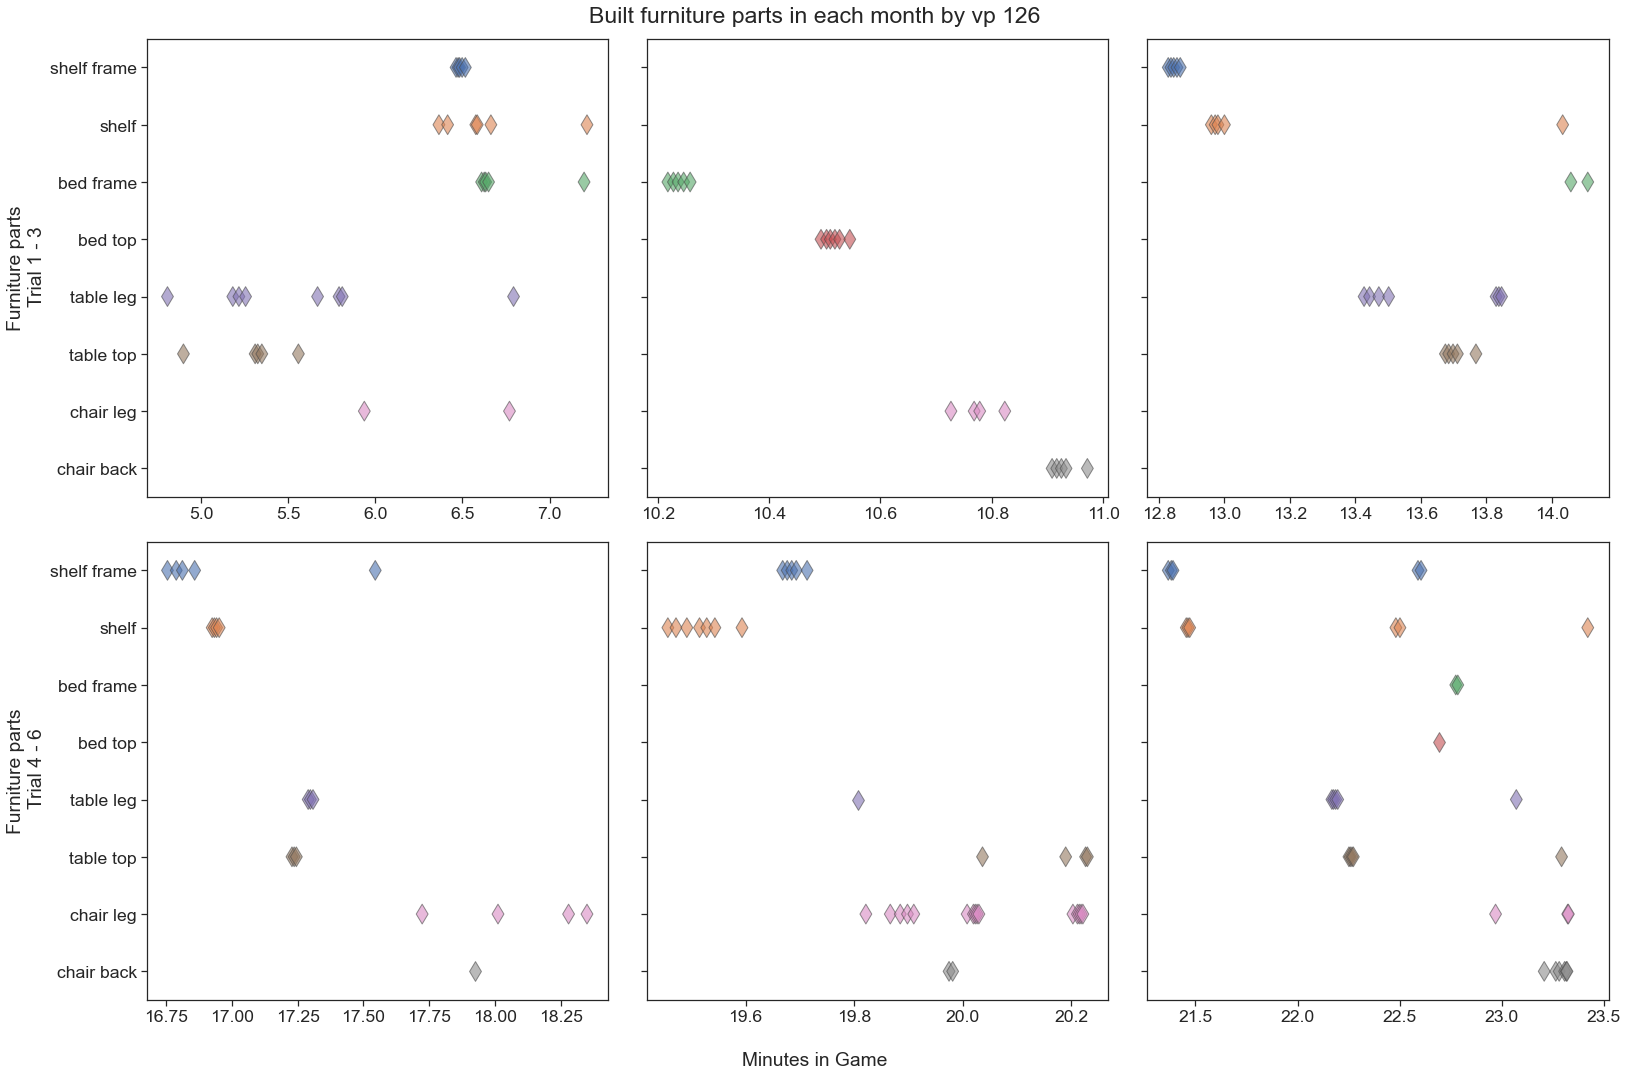 Built furniture parts in each month by vp 126
Furniture parts
Trial 1 - 3
shelf frame
shelf
bed frame
bed top
table leg
table top
chair leg
chair back
5.0 5.5 6.0 6.5 7.0
10.2 10.4 10.6 10.8 11.0
12.8 13.0 13.2 13.4 13.6 13.8 14.0
Furniture parts
Trial 4 - 6
shelf frame
shelf
bed frame
bed top
table leg
table top
chair leg
chair back
16.75 17.00 17.25 17.50 17.75 18.00 18.25
19.6 19.8 20.0 20.2
21.5 22.0 22.5 23.0 23.5
Minutes in Game